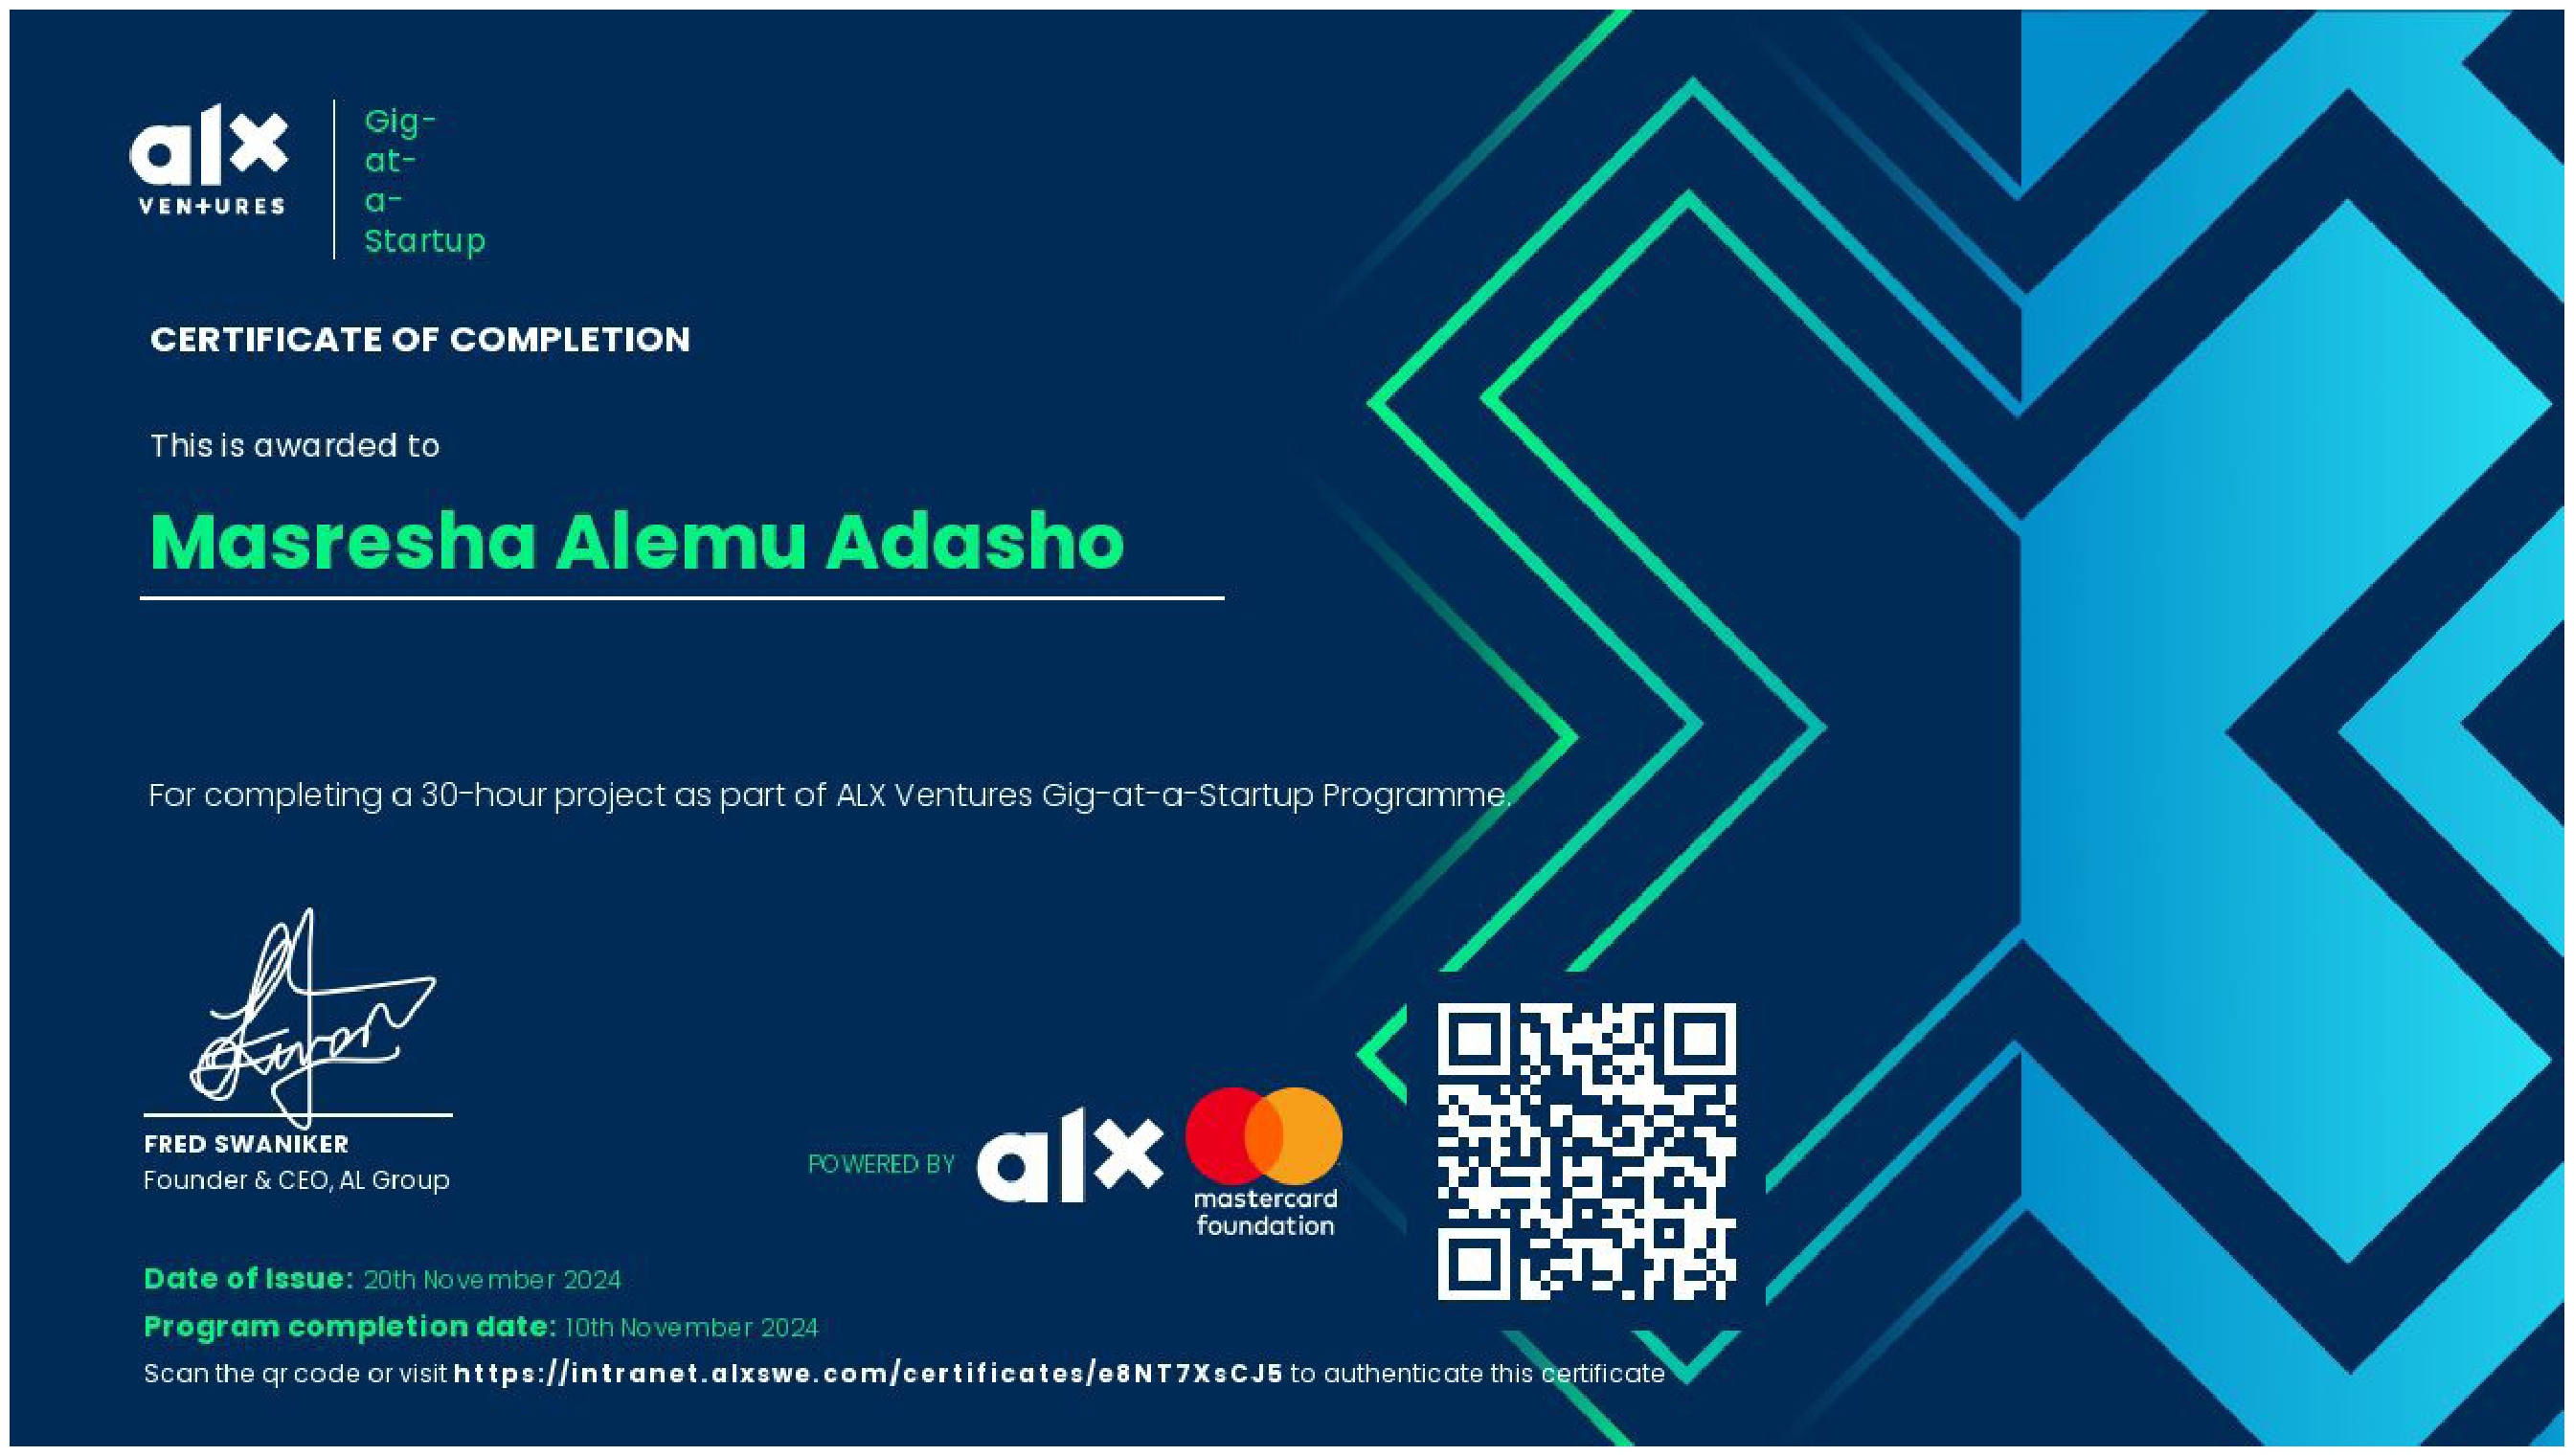 alx
VENTURES
Gig-
at-
a-
Startup
CERTIFICATE OF COMPLETION
This is awarded to
Masresha Alemu Adasho
For completing a 30-hour project as part of ALX Ventures Gig-at-a-Startup Programme.
FRED SWANIKER
Founder & CEO, AL Group
POWERED BY
alx
mastercard
foundation
Date of Issue: 20th November 2024
Program completion date: 10th November 2024
Scan the qr code or visit https://intranet.alxswe.com/certificates/e8NT7XsCJ5 to authenticate this certificate